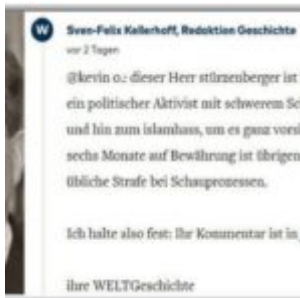 W
Sven-Felix Kellerhoff, Redaktion Geschichte
vor 2 Tagen
@kevin o.: dieser Herr stürzenberger ist
ein politischer Aktivist mit schwerem Sc
und hin zum islamhass, um es ganz vorsi
sechs Monate auf Bewährung ist übrigen
übliche Strafe bei Schauprozessen.
Ich halte also fest: Ihr Kommentar ist in
ihre WELTGeschichte